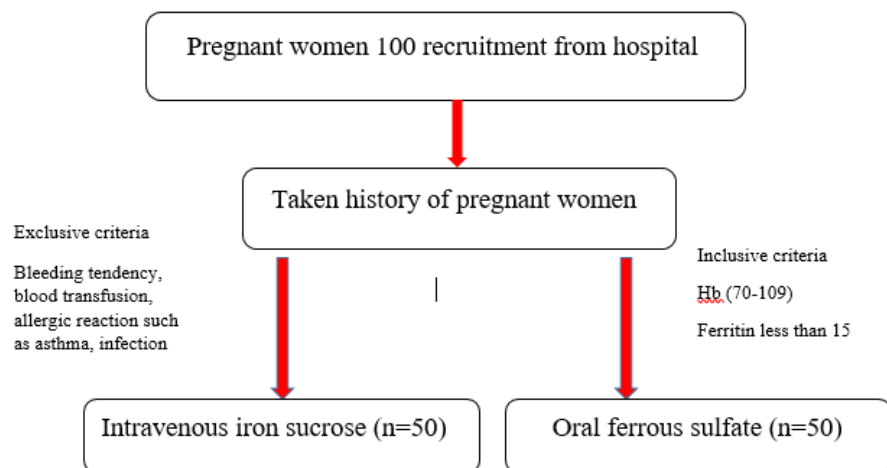 Pregnant women 100 recruitment from hospital
Taken history of pregnant women
Exclusive criteria
Bleeding tendency,
blood transfusion,
allergic reaction such
as asthma, infection
Inclusive criteria
Hb (70-109)
Ferritin less than 15
Intravenous iron sucrose (n=50)
Oral ferrous sulfate (n=50)